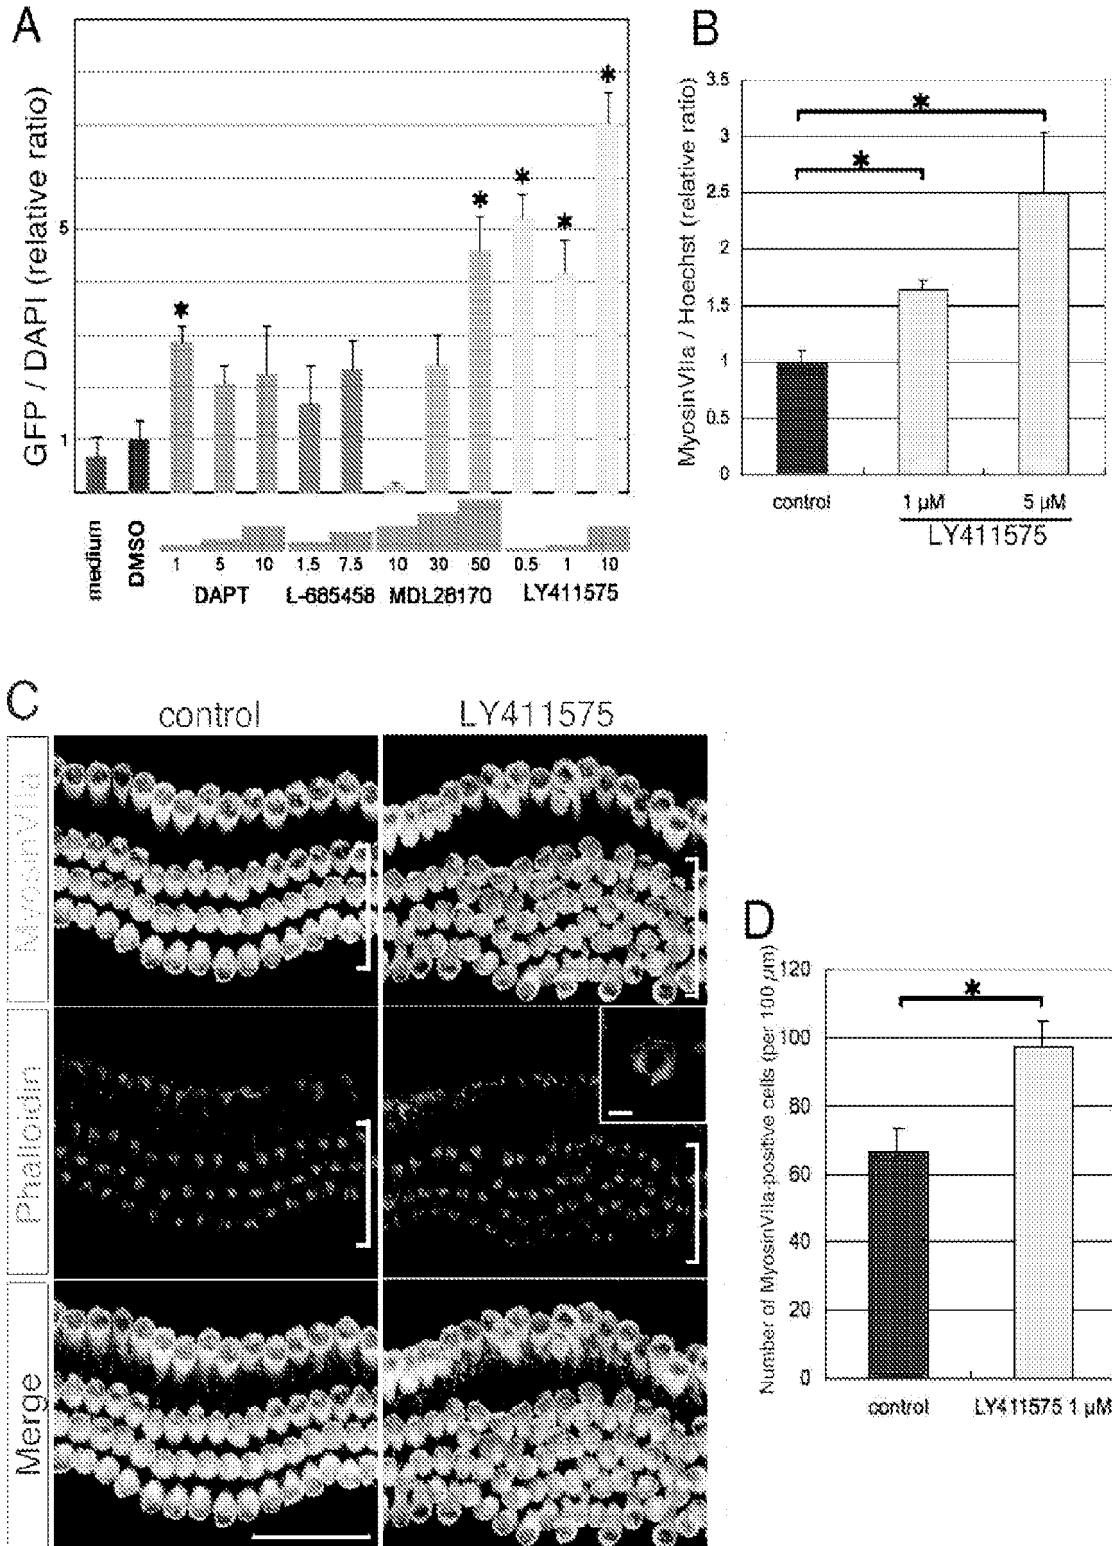 A
GFP / DAPI (relative ratio)
5
1
medium
DMSO
1 5 10 1.5 7.5 10 30 50 0.5 1 10
DAPT L-685458 MDL28170 LY411575
B
MyosinVIIa / Hoechst (relative ratio)
3.5
3
2.5
2
1.5
1
0.5
0
control 1 µM 5 µM
LY411575
C
control LY411575
MyosinVIIa
Phalloidin
Merge
D
Number of MyosinVIIa-positive cells (per 100 µm)
120
100
80
60
40
20
0
control LY411575 1 µM